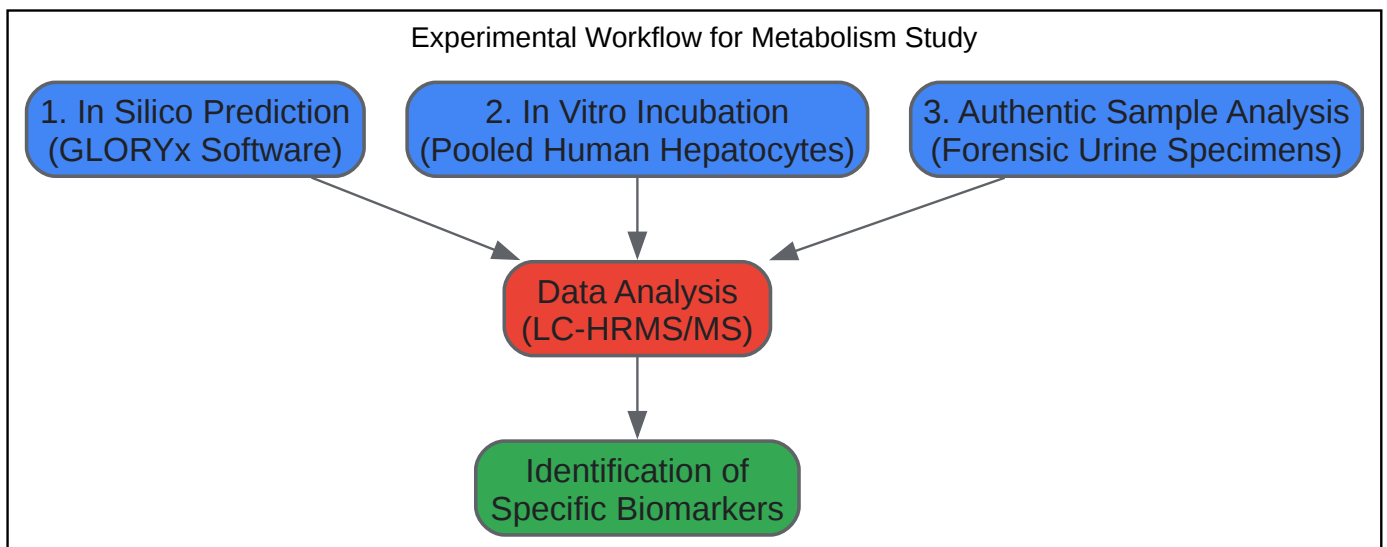 Experimental Workflow for Metabolism Study
1. In Silico Prediction
(GLORYx Software)
2. In Vitro Incubation
(Pooled Human Hepatocytes)
3. Authentic Sample Analysis
(Forensic Urine Specimens)
Data Analysis
(LC-HRMS/MS)
Identification of
Specific Biomarkers